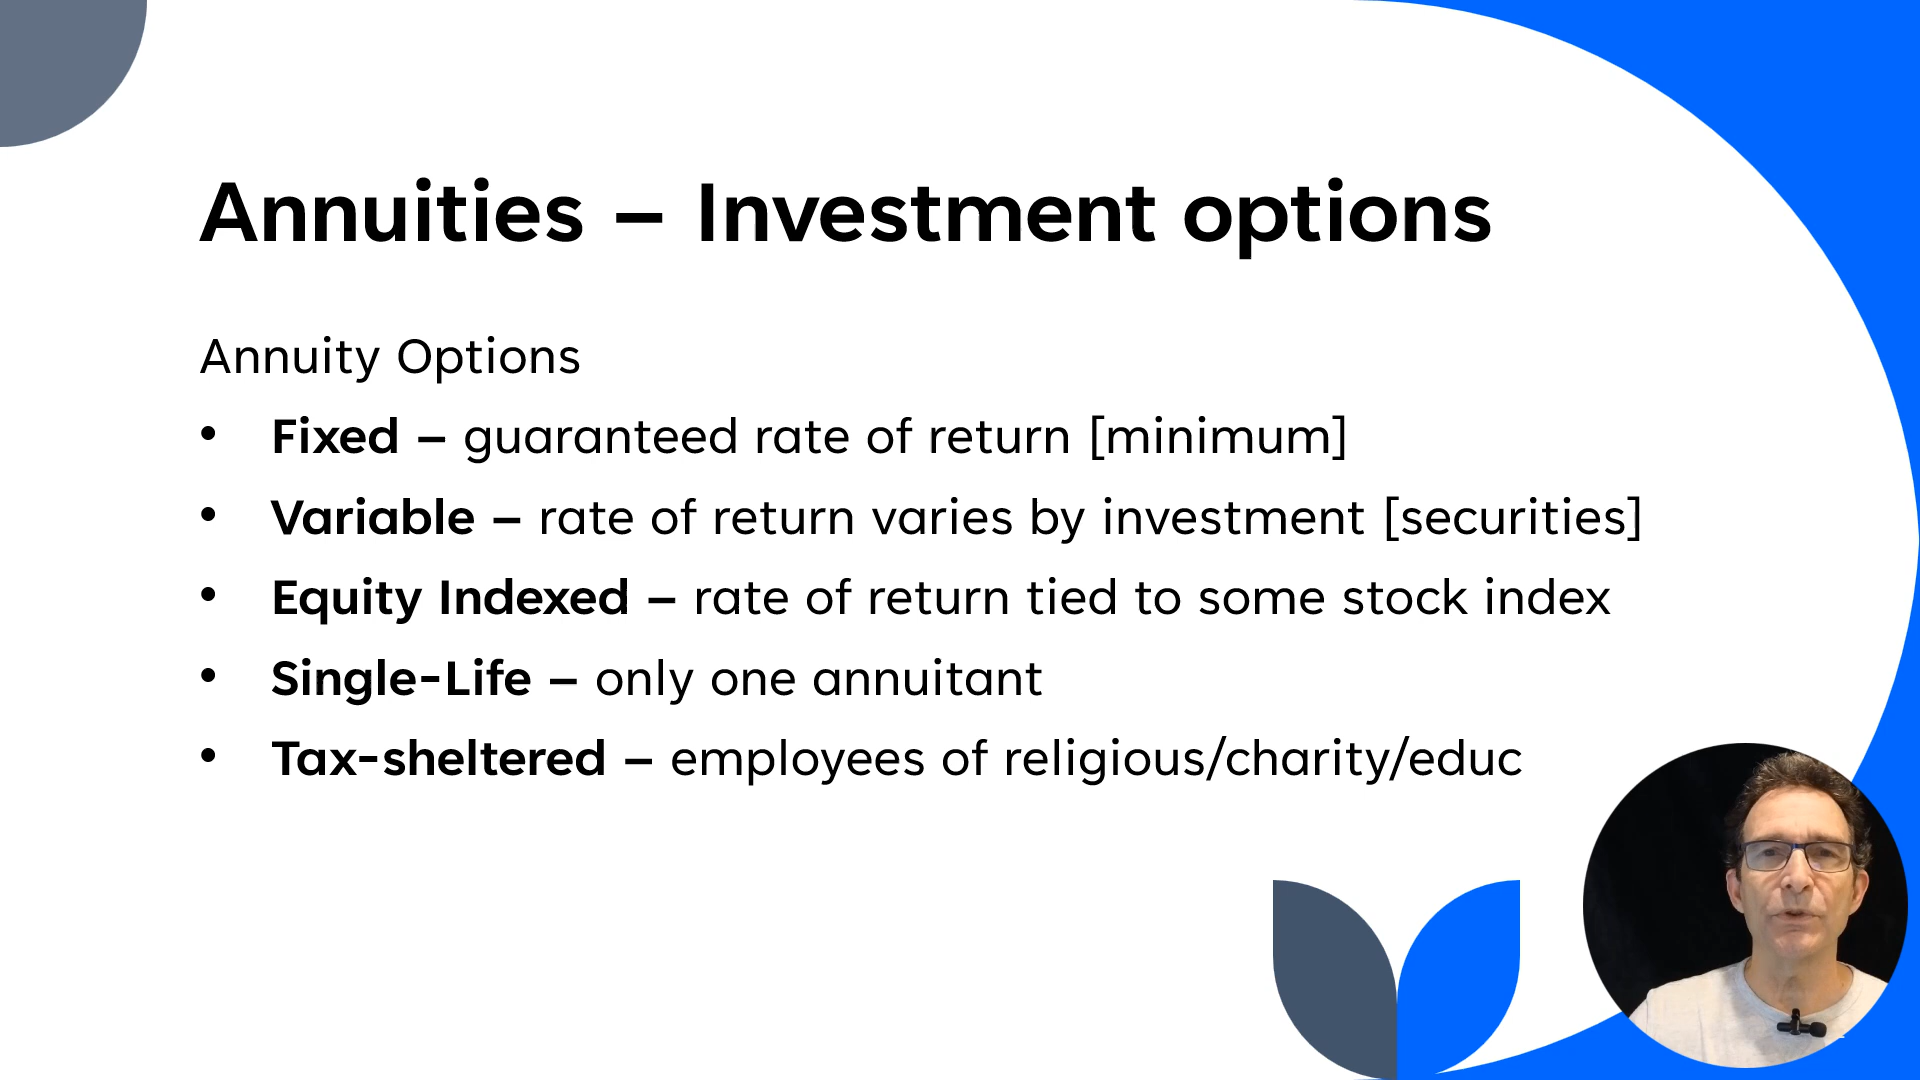 Annuities – Investment options
Annuity Options
• Fixed – guaranteed rate of return [minimum]
• Variable – rate of return varies by investment [securities]
• Equity Indexed – rate of return tied to some stock index
• Single-Life – only one annuitant
• Tax-sheltered – employees of religious/charity/educ